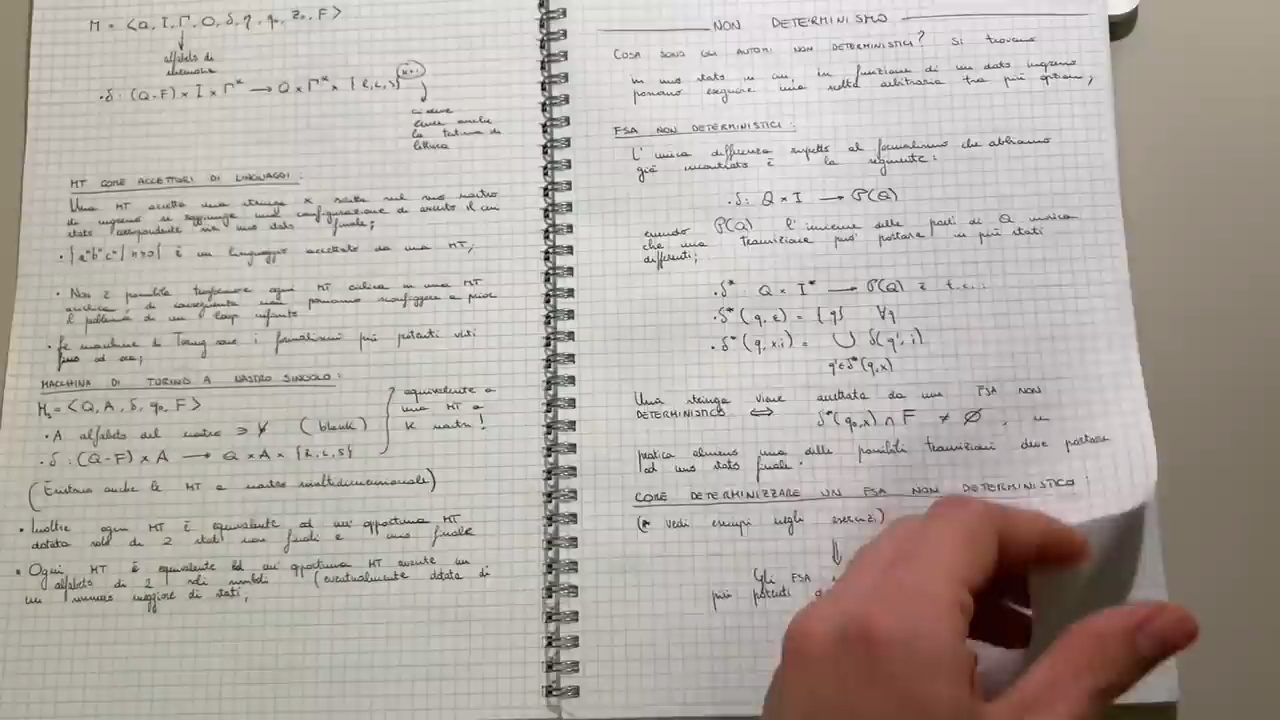 M = <Q, I, Γ, O, δ, η, q₀, Z₀, F>
alfabeto di
memoria
• δ : (Q-F) × I × Γᵏ → Q × Γᵏ × {R,L,S}ᵏ⁺¹
ci deve
essere anche
la testina di
lettura
MT COME ACCETTORI DI LINGUAGGI:
Una MT accetta una stringa x scritta sul suo nastro
di ingresso se raggiunge una configurazione di arresto il cui
stato corrispondente sia uno stato finale;
• {aⁿbⁿcⁿ | n>0} è un linguaggio accettato da una MT;
• Non è possibile trasformare ogni MT ciclica in una MT
aciclica, di conseguenza non possiamo sconfiggere a priori
il problema di un loop infinito
• Le macchine di Turing sono i formalismi più potenti visti
fino ad ora;
MACCHINA DI TURING A NASTRO SINGOLO:
Mₛ = <Q, A, δ, q₀, F>
• A alfabeto del nastro ∋ ƀ (blank)
• δ : (Q-F) × A → Q × A × {R,L,S}
equivalente a
una MT a
K nastri!
(Esistono anche le MT a nastro multidimensionale)
• Inoltre ogni MT è equivalente ad un'opportuna MT
dotata solo di 2 stati non finali e uno finale
• Ogni MT è equivalente ad un'opportuna MT avente un
alfabeto di 2 soli simboli (eventualmente dotata di
un numero maggiore di stati;
NON DETERMINISMO
COSA SONO GLI AUTOMI NON DETERMINISTICI? Si trovano
in uno stato in cui, in funzione di un dato ingresso
possono eseguire una scelta arbitraria tra più opzioni;
FSA NON DETERMINISTICI:
L'unica differenza rispetto al formalismo che abbiamo
già incontrato è la seguente:
• δ: Q × I → P(Q)
essendo P(Q) l'insieme delle parti di Q
che una transizione può portare in più stati
differenti;
• δ* : Q × I* → P(Q) è t.c.:
• δ*(q, ε) = {q} ∀q
• δ*(q, x.i) = ∪ δ(q', i)
q'∈δ*(q,x)
Una stringa viene accettata da una FSA NON
DETERMINISTICO ⟺ δ*(q₀,x) ∩ F ≠ ∅, in
pratica almeno una delle possibili transizioni deve portare
ad uno stato finale.
COME DETERMINIZZARE UN FSA NON DETERMINISTICO:
(vedi esempi negli esercizi)
⇓
Gli FSA
più potenti